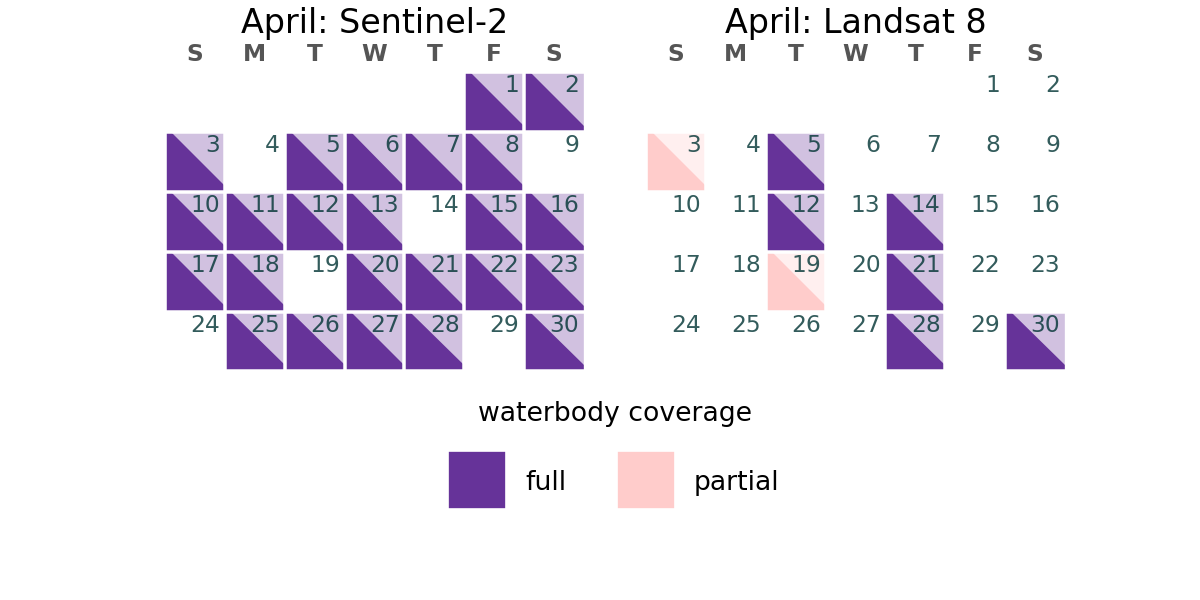 April: Sentinel-2
S M T W T F S
1 2
3 4 5 6 7 8 9
10 11 12 13 14 15 16
17 18 19 20 21 22 23
24 25 26 27 28 29 30
April: Landsat 8
S M T W T F S
1 2
3 4 5 6 7 8 9
10 11 12 13 14 15 16
17 18 19 20 21 22 23
24 25 26 27 28 29 30
waterbody coverage
full
partial